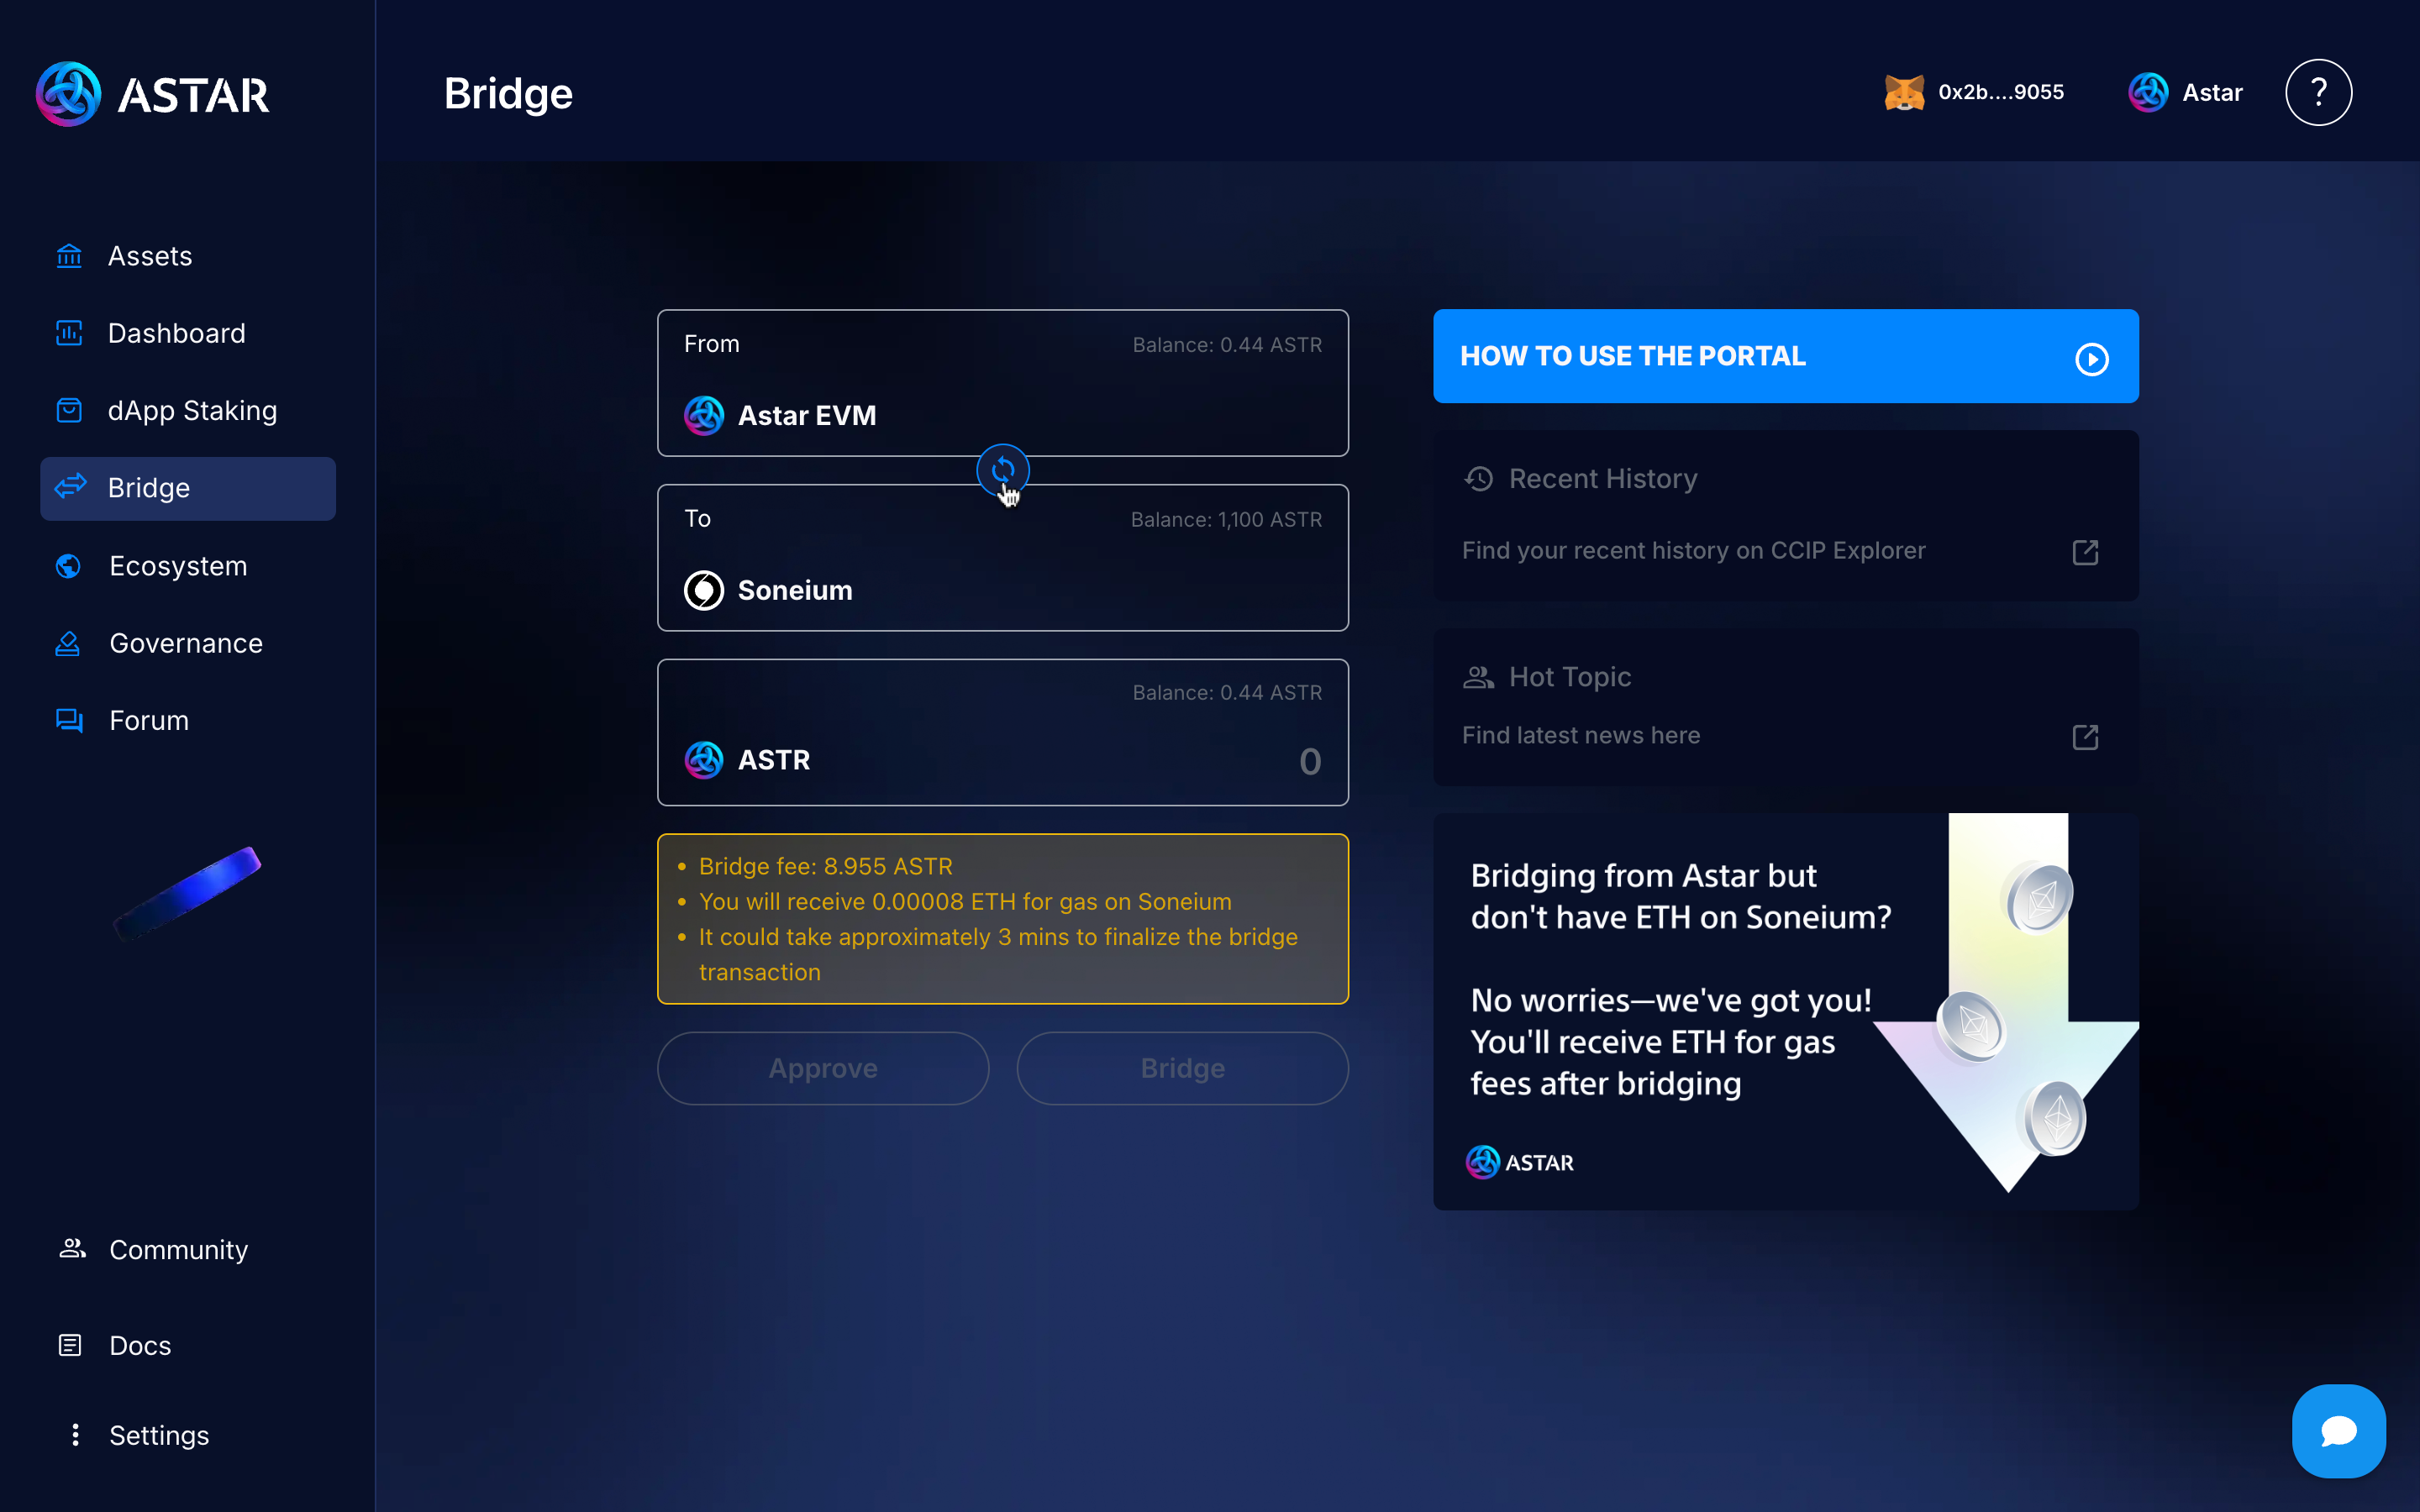 ASTAR
Bridge
0x2b....9055
Astar
?
Assets
Dashboard
dApp Staking
Bridge
Ecosystem
Governance
Forum
Community
Docs
Settings
From
Balance: 0.44 ASTR
Astar EVM
To
Balance: 1,100 ASTR
Soneium
Balance: 0.44 ASTR
ASTR
0
• Bridge fee: 8.955 ASTR
• You will receive 0.00008 ETH for gas on Soneium
• It could take approximately 3 mins to finalize the bridge
transaction
Approve
Bridge
HOW TO USE THE PORTAL
Recent History
Find your recent history on CCIP Explorer
Hot Topic
Find latest news here
Bridging from Astar but
don't have ETH on Soneium?
No worries—we've got you!
You'll receive ETH for gas
fees after bridging
ASTAR